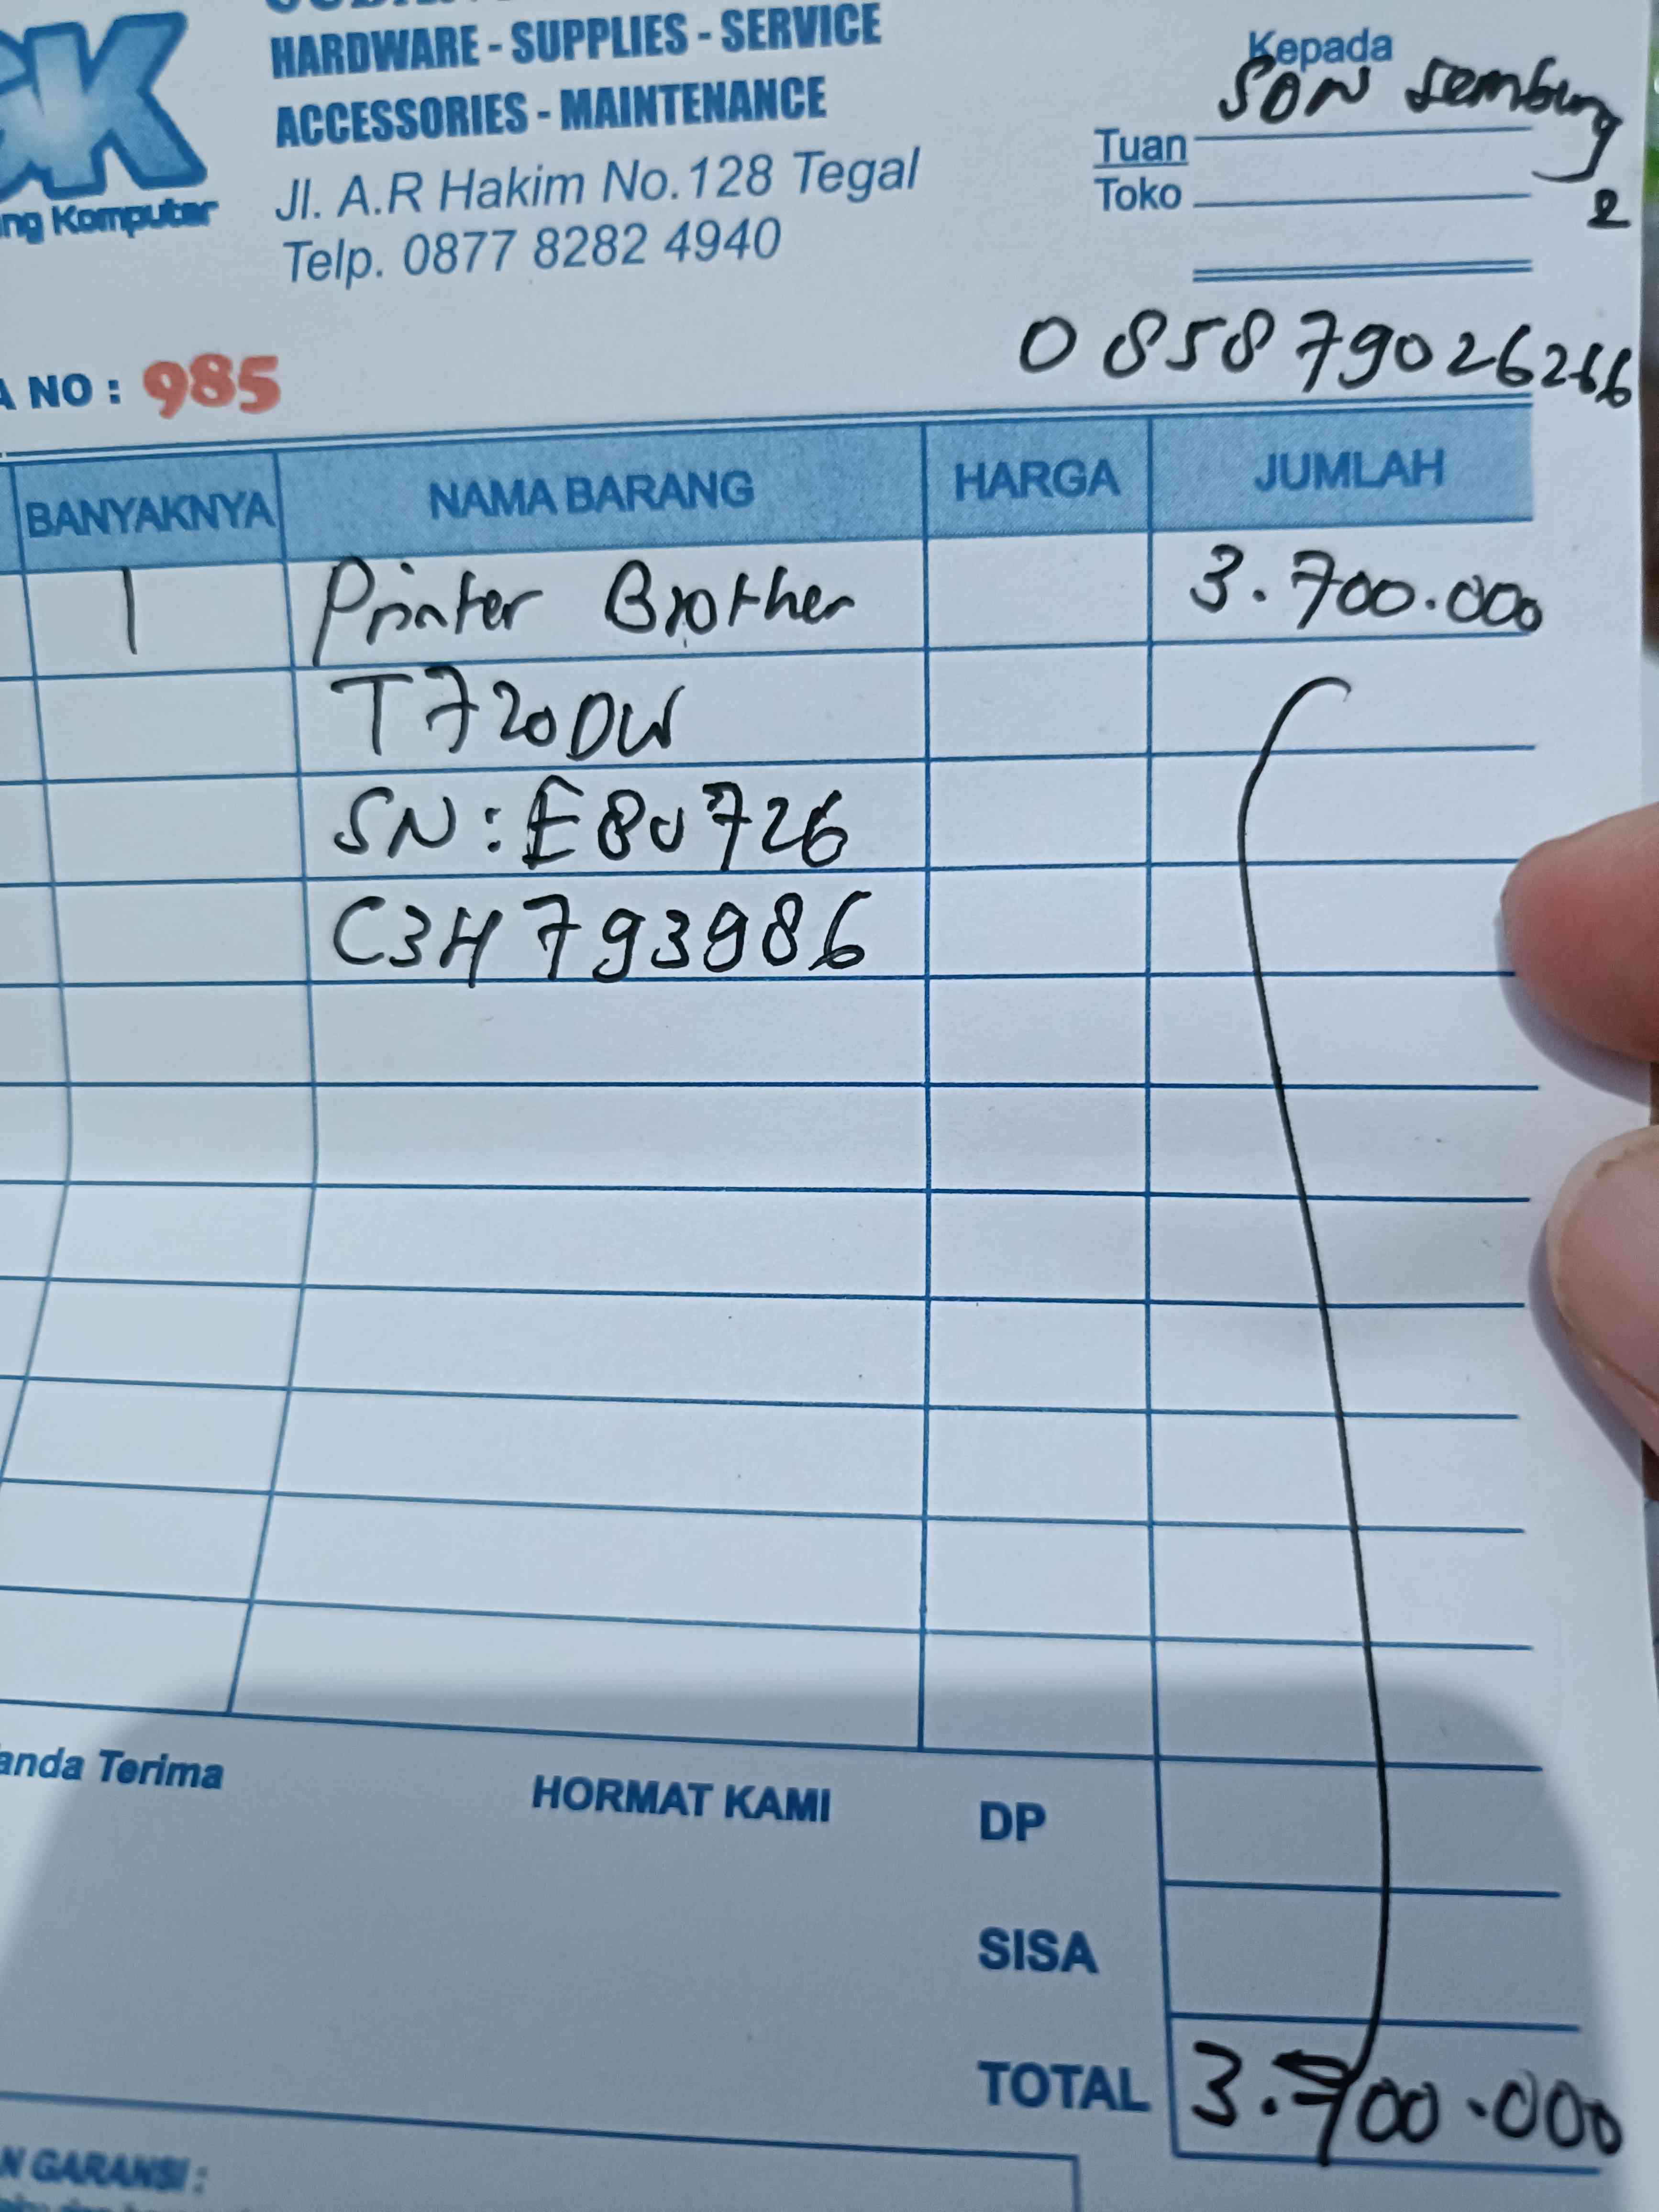 HARDWARE - SUPPLIES - SERVICE
ACCESSORIES - MAINTENANCE
Jl. A.R Hakim No.128 Tegal
Telp. 0877 8282 4940
GK
ng Komputer
Kepada
SDN Sembung
2
Tuan
Toko
085879026266
A NO : 985
BANYAKNYA NAMA BARANG HARGA JUMLAH
1 Printer Brother 3.700.000
T720DW
SN: E80726
C3H793986
anda Terima
HORMAT KAMI
DP
SISA
TOTAL 3.700.000
N GARANSI :